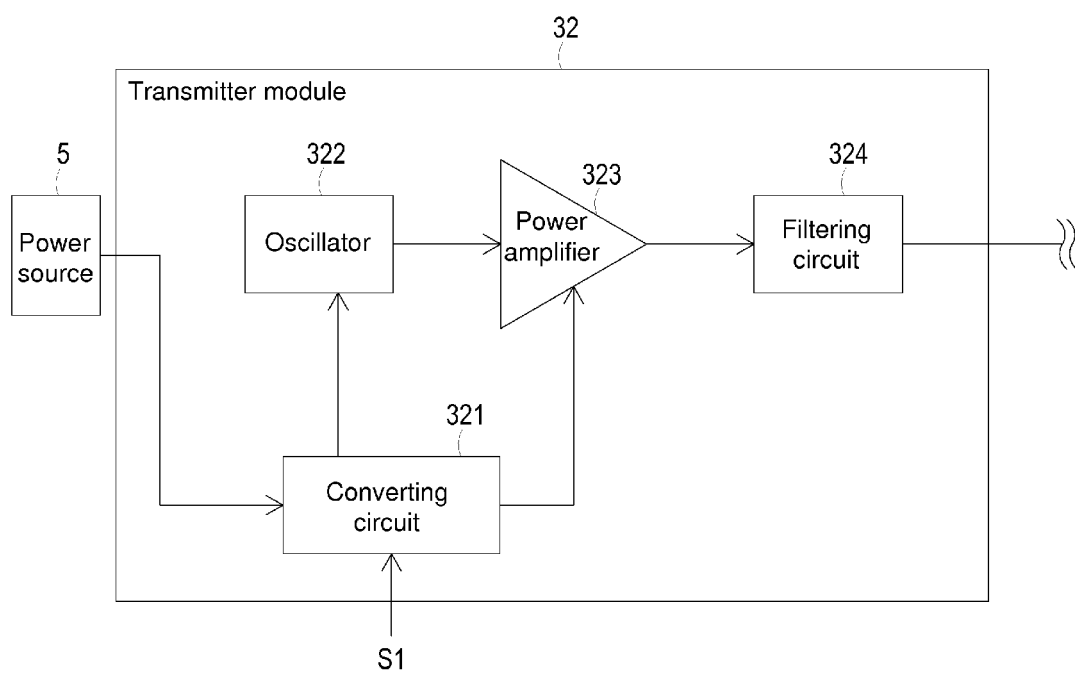 32
Transmitter module
5
322
323
324
Power
source
Oscillator
Power
amplifier
Filtering
circuit
321
Converting
circuit
S1